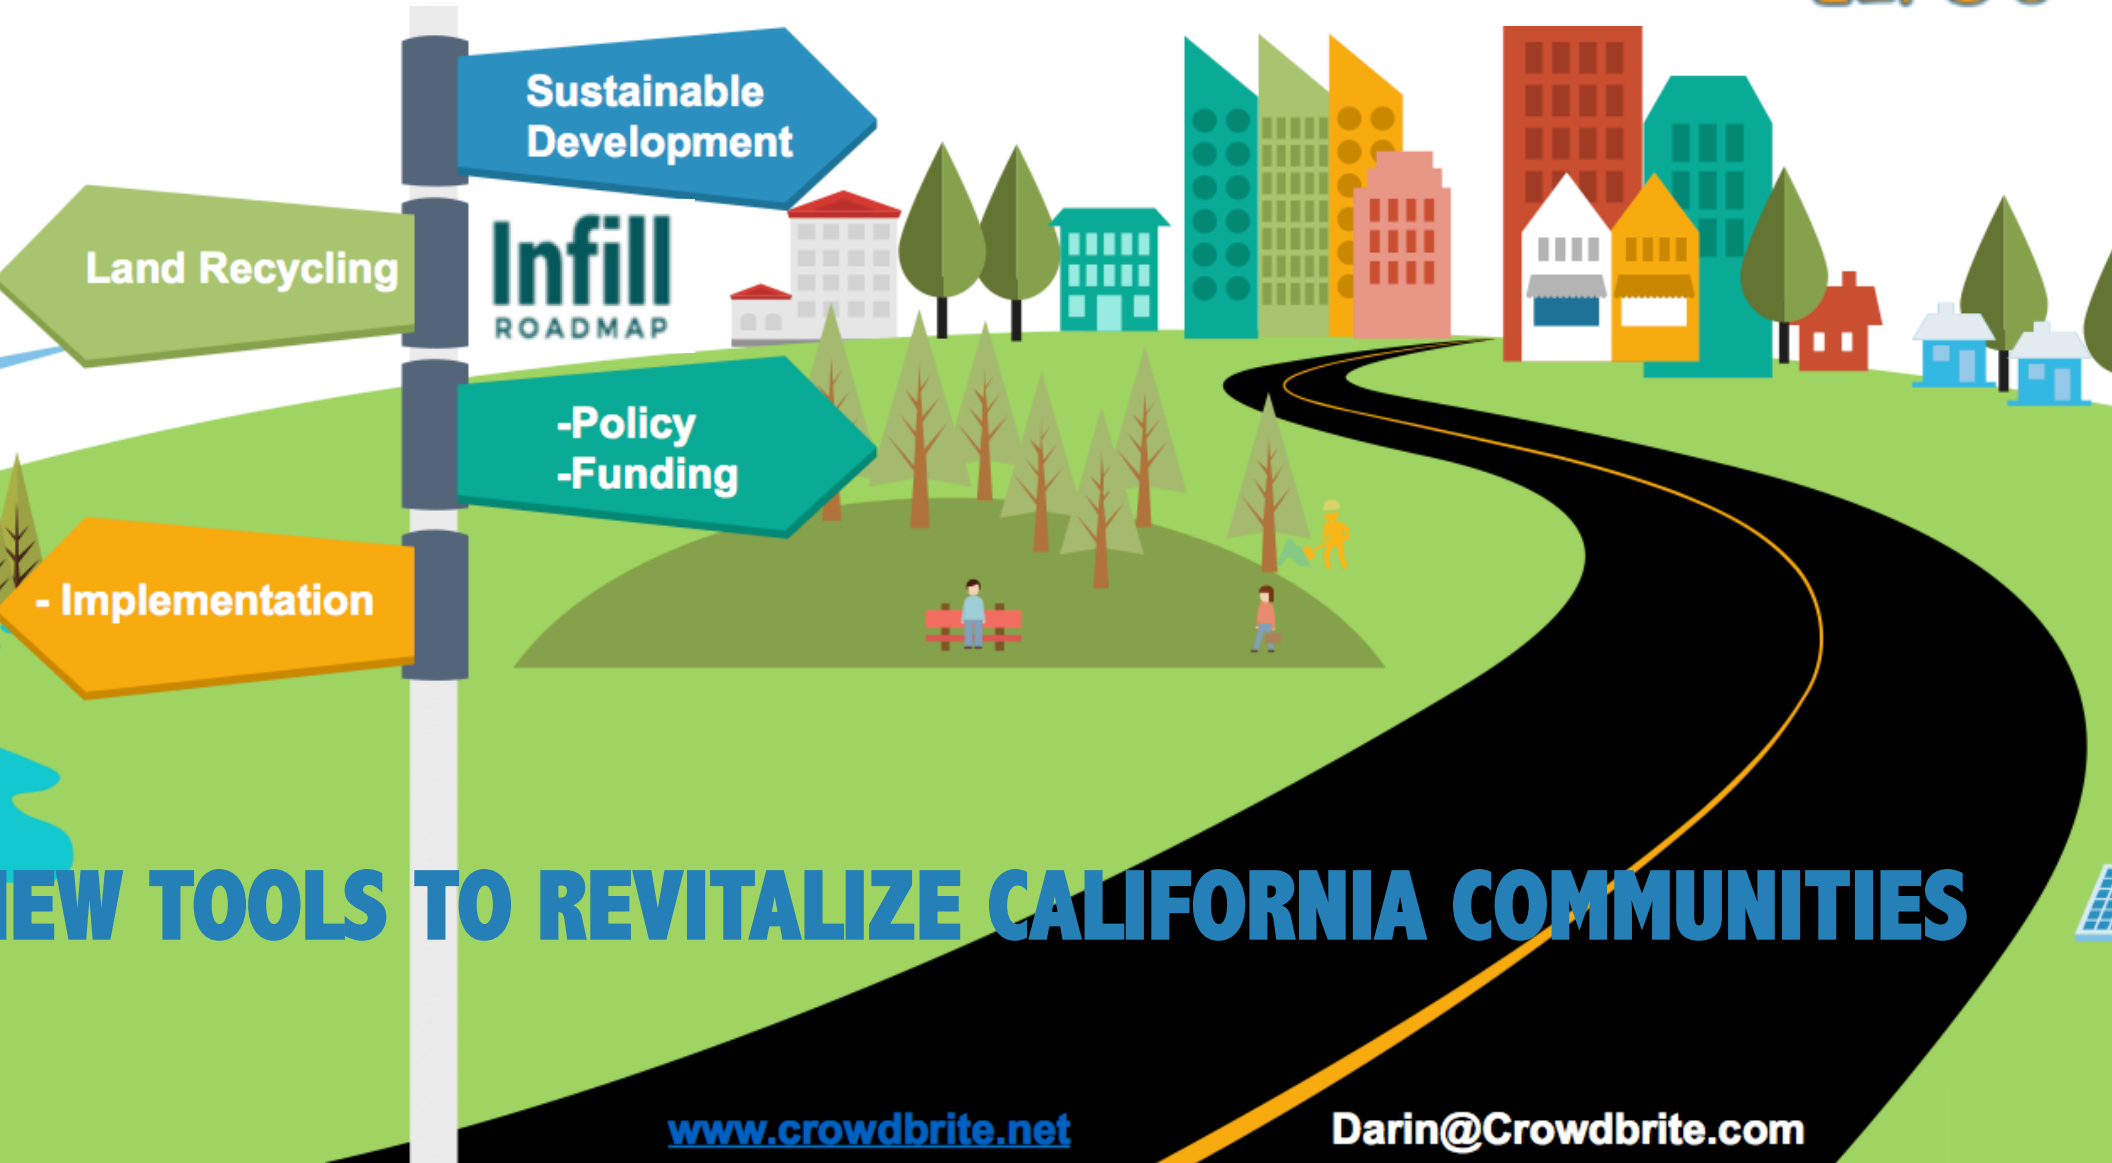 Sustainable
Development
Land Recycling
Infill
ROADMAP
-Policy
-Funding
- Implementation
TOOLS TO REVITALIZE CALIFORNIA COMMUNITIES
www.crowdbrite.net
Darin@Crowdbrite.com